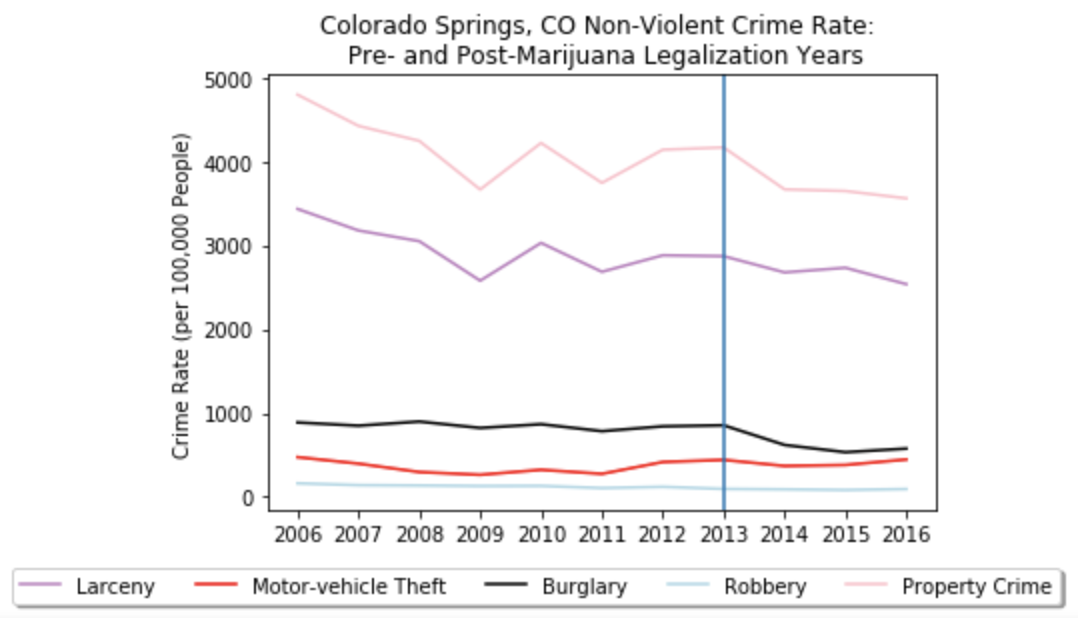 Colorado Springs, CO Non-Violent Crime Rate:
Pre- and Post-Marijuana Legalization Years
Crime Rate (per 100,000 People)
5000
4000
3000
2000
1000
0
2006 2007 2008 2009 2010 2011 2012 2013 2014 2015 2016
Larceny Motor-vehicle Theft Burglary Robbery Property Crime